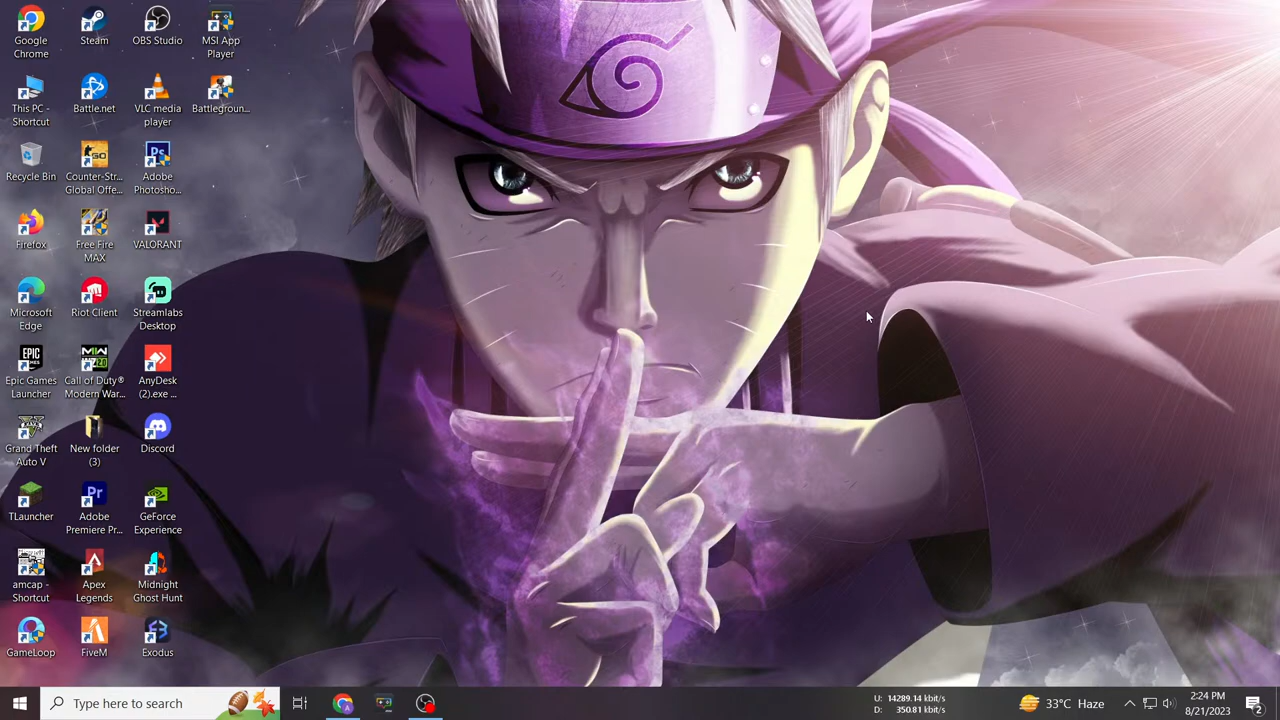 Google
Chrome
Steam
OBS Studio
MSI App
Player
This PC -
Shortcut
Battle.net
VLC media
player
Battlegroun...
Recycle Bin
Counter-Str...
Global Offe...
Adobe
Photosho...
Firefox
Free Fire
MAX
VALORANT
Microsoft
Edge
Riot Client
Streamlabs
Desktop
Epic Games
Launcher
Call of Duty®
Modern War...
AnyDesk
(2).exe ...
Grand Theft
Auto V
New folder
(3)
Discord
TLauncher
Adobe
Premiere Pr...
GeForce
Experience
amcap -
Shortcut
Apex
Legends
Midnight
Ghost Hunt
GameLoop
FiveM
Exodus
Type here to search
U: 14289.14 kbit/s
D: 350.81 kbit/s
33°C Haze
2:24 PM
8/21/2023
2